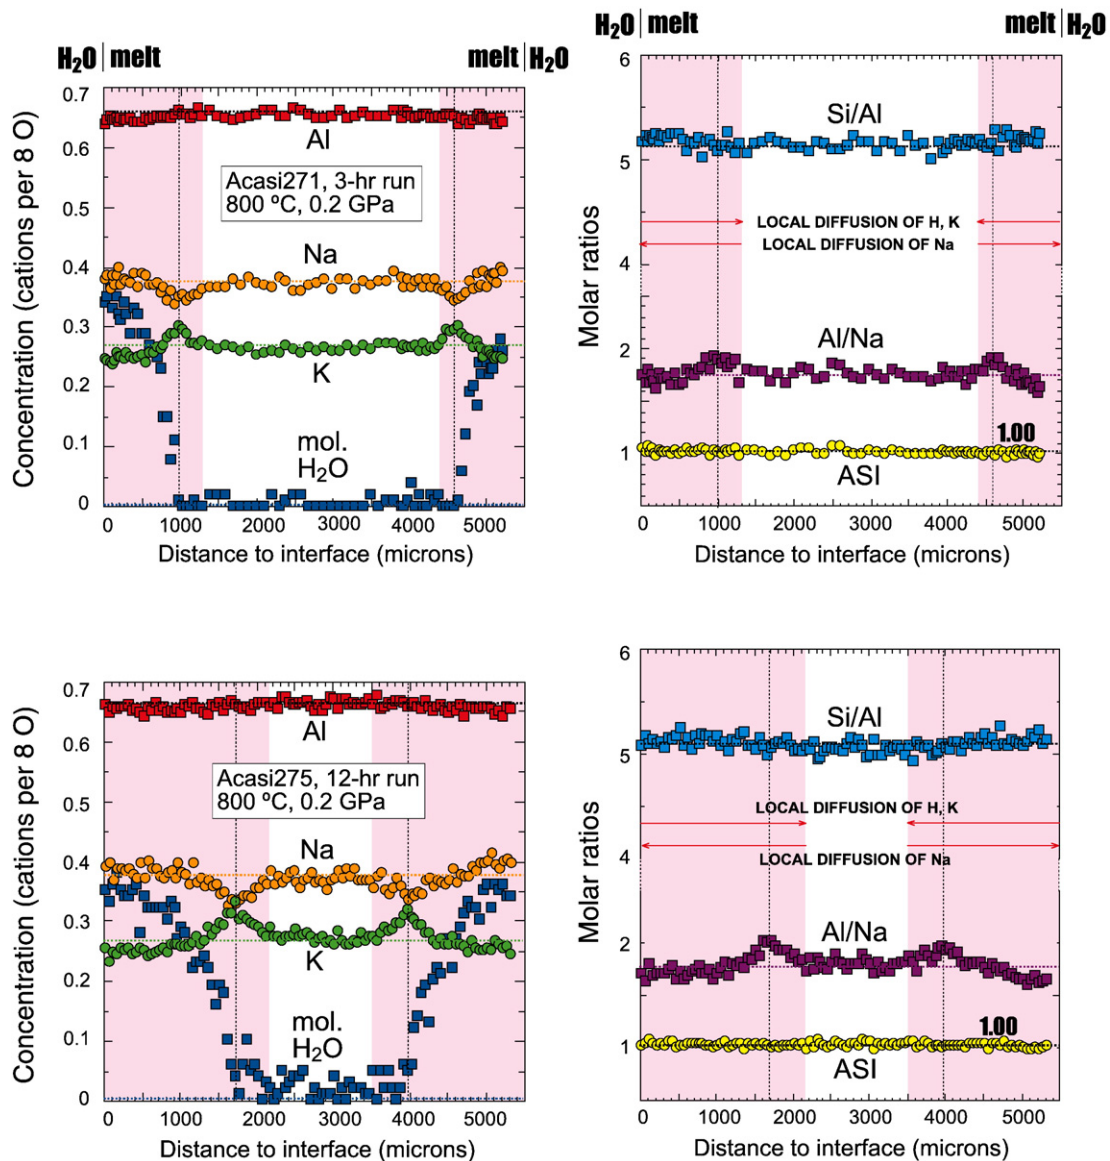 H₂O melt
melt H₂O
Concentration (cations per 8 O)
0.7
0.6
0.5
0.4
0.3
0.2
0.1
0
Al
Acasi271, 3-hr run
800 ºC, 0.2 GPa
Na
K
mol.
H₂O
0 1000 2000 3000 4000 5000
Distance to interface (microns)
H₂O melt
melt H₂O
Molar ratios
6
5
4
2
1
0
Si/Al
LOCAL DIFFUSION OF H, K
LOCAL DIFFUSION OF Na
Al/Na
1.00
ASI
0 1000 2000 3000 4000 5000
Distance to interface (microns)
Concentration (cations per 8 O)
0.7
0.6
0.5
0.4
0.3
0.2
0.1
0
Al
Acasi275, 12-hr run
800 ºC, 0.2 GPa
Na
K
mol.
H₂O
0 1000 2000 3000 4000 5000
Distance to interface (microns)
Molar ratios
6
5
4
2
1
0
Si/Al
LOCAL DIFFUSION OF H, K
LOCAL DIFFUSION OF Na
Al/Na
1.00
ASI
0 1000 2000 3000 4000 5000
Distance to interface (microns)